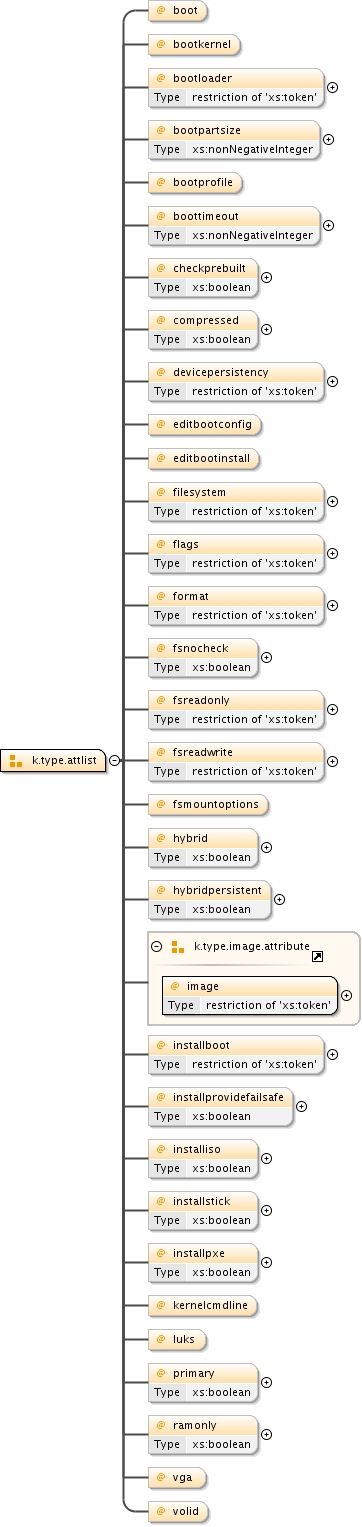 @ boot
@ bootkernel
@ bootloader
Type restriction of 'xs:token'
@ bootpartsize
Type xs:nonNegativeInteger
@ bootprofile
@ boottimeout
Type xs:nonNegativeInteger
@ checkprebuilt
Type xs:boolean
@ compressed
Type xs:boolean
@ devicepersistency
Type restriction of 'xs:token'
@ editbootconfig
@ editbootinstall
@ filesystem
Type restriction of 'xs:token'
@ flags
Type restriction of 'xs:token'
@ format
Type restriction of 'xs:token'
@ fsnocheck
Type xs:boolean
@ fsreadonly
Type restriction of 'xs:token'
k.type.attlist
@ fsreadwrite
Type restriction of 'xs:token'
@ fsmountoptions
@ hybrid
Type xs:boolean
@ hybridpersistent
Type xs:boolean
k.type.image.attribute
@ image
Type restriction of 'xs:token'
@ installboot
Type restriction of 'xs:token'
@ installprovidefailsafe
Type xs:boolean
@ installiso
Type xs:boolean
@ installstick
Type xs:boolean
@ installpxe
Type xs:boolean
@ kernelcmdline
@ luks
@ primary
Type xs:boolean
@ ramonly
Type xs:boolean
@ vga
@ volid